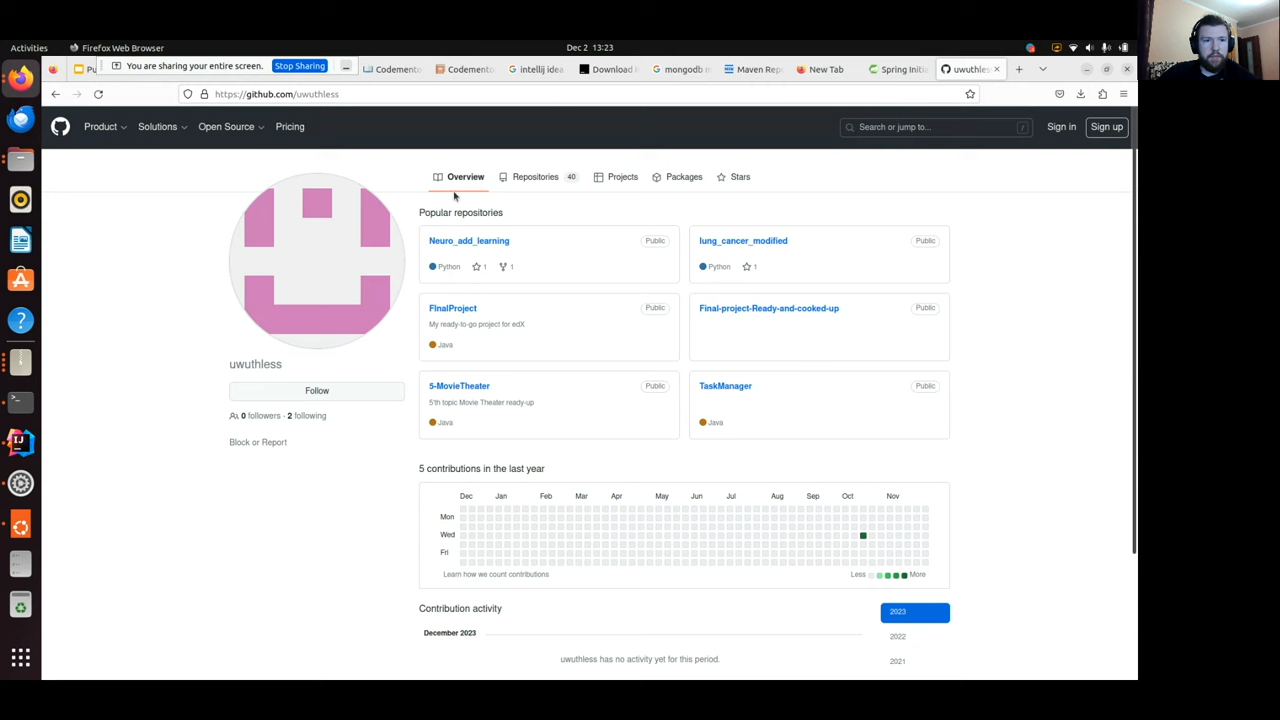 Activities
Firefox Web Browser
Dec 2 13:23
Pu
You are sharing your entire screen.
Stop Sharing
Codemento
Codemento
intellij idea
Download
mongodb m
Maven Rep
New Tab
Spring Initi
uwuthless
https://github.com/uwuthless
Product
Solutions
Open Source
Pricing
Search or jump to...
/
Sign in
Sign up
Overview
Repositories 40
Projects
Packages
Stars
uwuthless
Follow
0 followers · 2 following
Block or Report
Popular repositories
Neuro_add_learning Public
Python 1 1
lung_cancer_modified Public
Python 1
FInalProject Public
My ready-to-go project for edX
Java
Final-project-Ready-and-cooked-up Public
5-MovieTheater Public
5'th topic Movie Theater ready-up
Java
TaskManager Public
Java
5 contributions in the last year
Dec Jan Feb Mar Apr May Jun Jul Aug Sep Oct Nov
Mon
Wed
Fri
Learn how we count contributions
Less More
Contribution activity
2023
2022
2021
December 2023
uwuthless has no activity yet for this period.